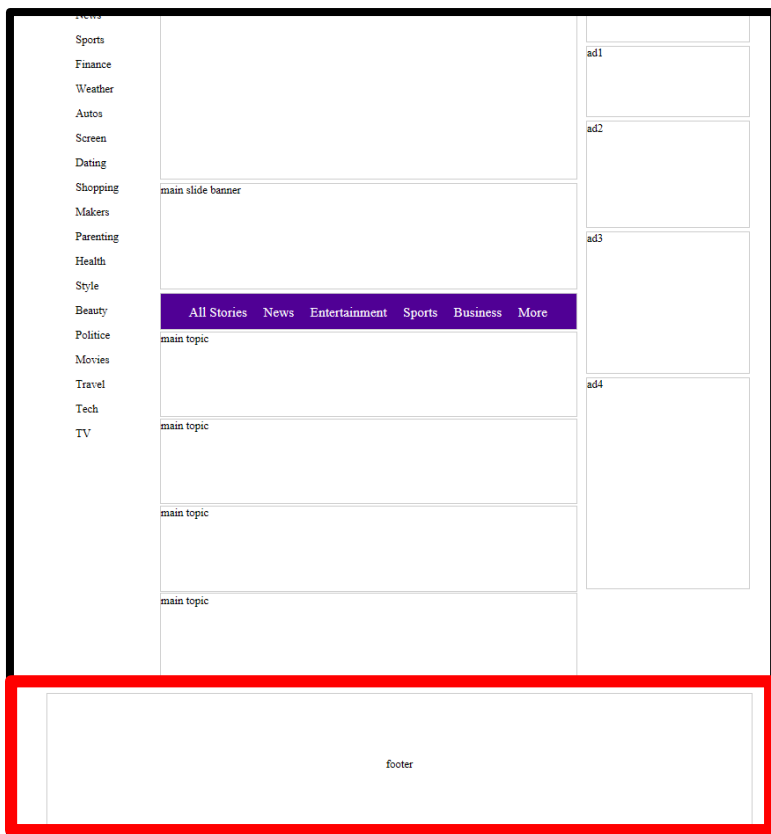 News
Sports
Finance
Weather
Autos
Screen
Dating
Shopping
Makers
Parenting
Health
Style
Beauty
Politice
Movies
Travel
Tech
TV
main slide banner
All Stories News Entertainment Sports Business More
main topic
main topic
main topic
main topic
ad1
ad2
ad3
ad4
footer